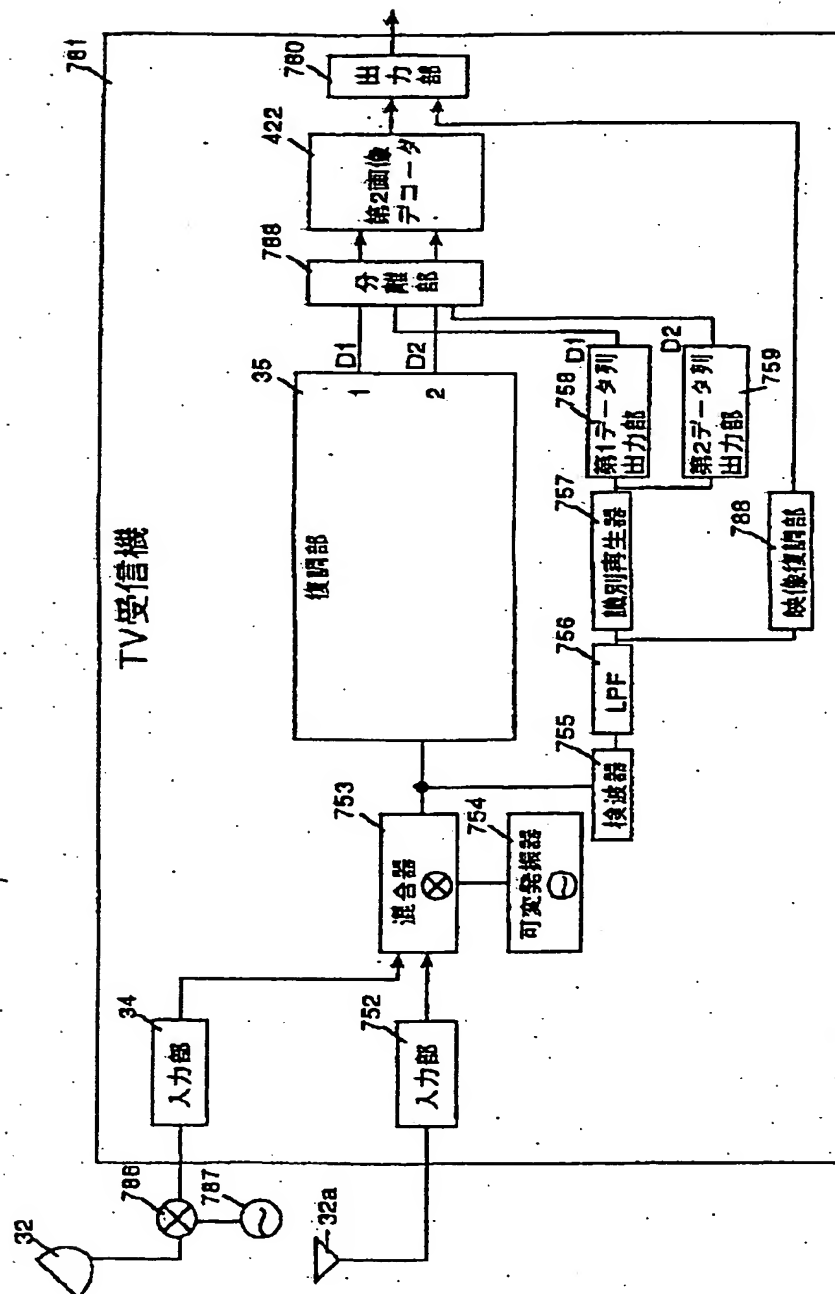 TV受信機
781
32
786
787
34
入力部
32a
752
入力部
753
混合器
754
可変発振器
35
復調部
1
2
D1
D2
788
分離部
422
第2画像
デコータ
780
出力部
755
検波器
756
LPF
757
識別再生器
758
第1データ列
出力部
D1
759
第2データ列
出力部
D2
788
映像復調部